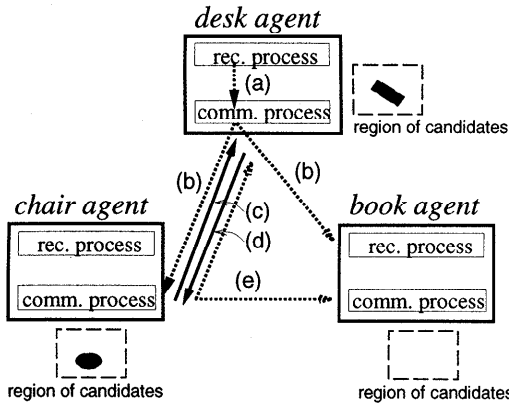 desk agent
rec. process
(a)
comm. process
region of candidates
(b)
(b)
chair agent
(c)
book agent
(d)
rec. process
rec. process
(e)
comm. process
comm. process
region of candidates
region of candidates